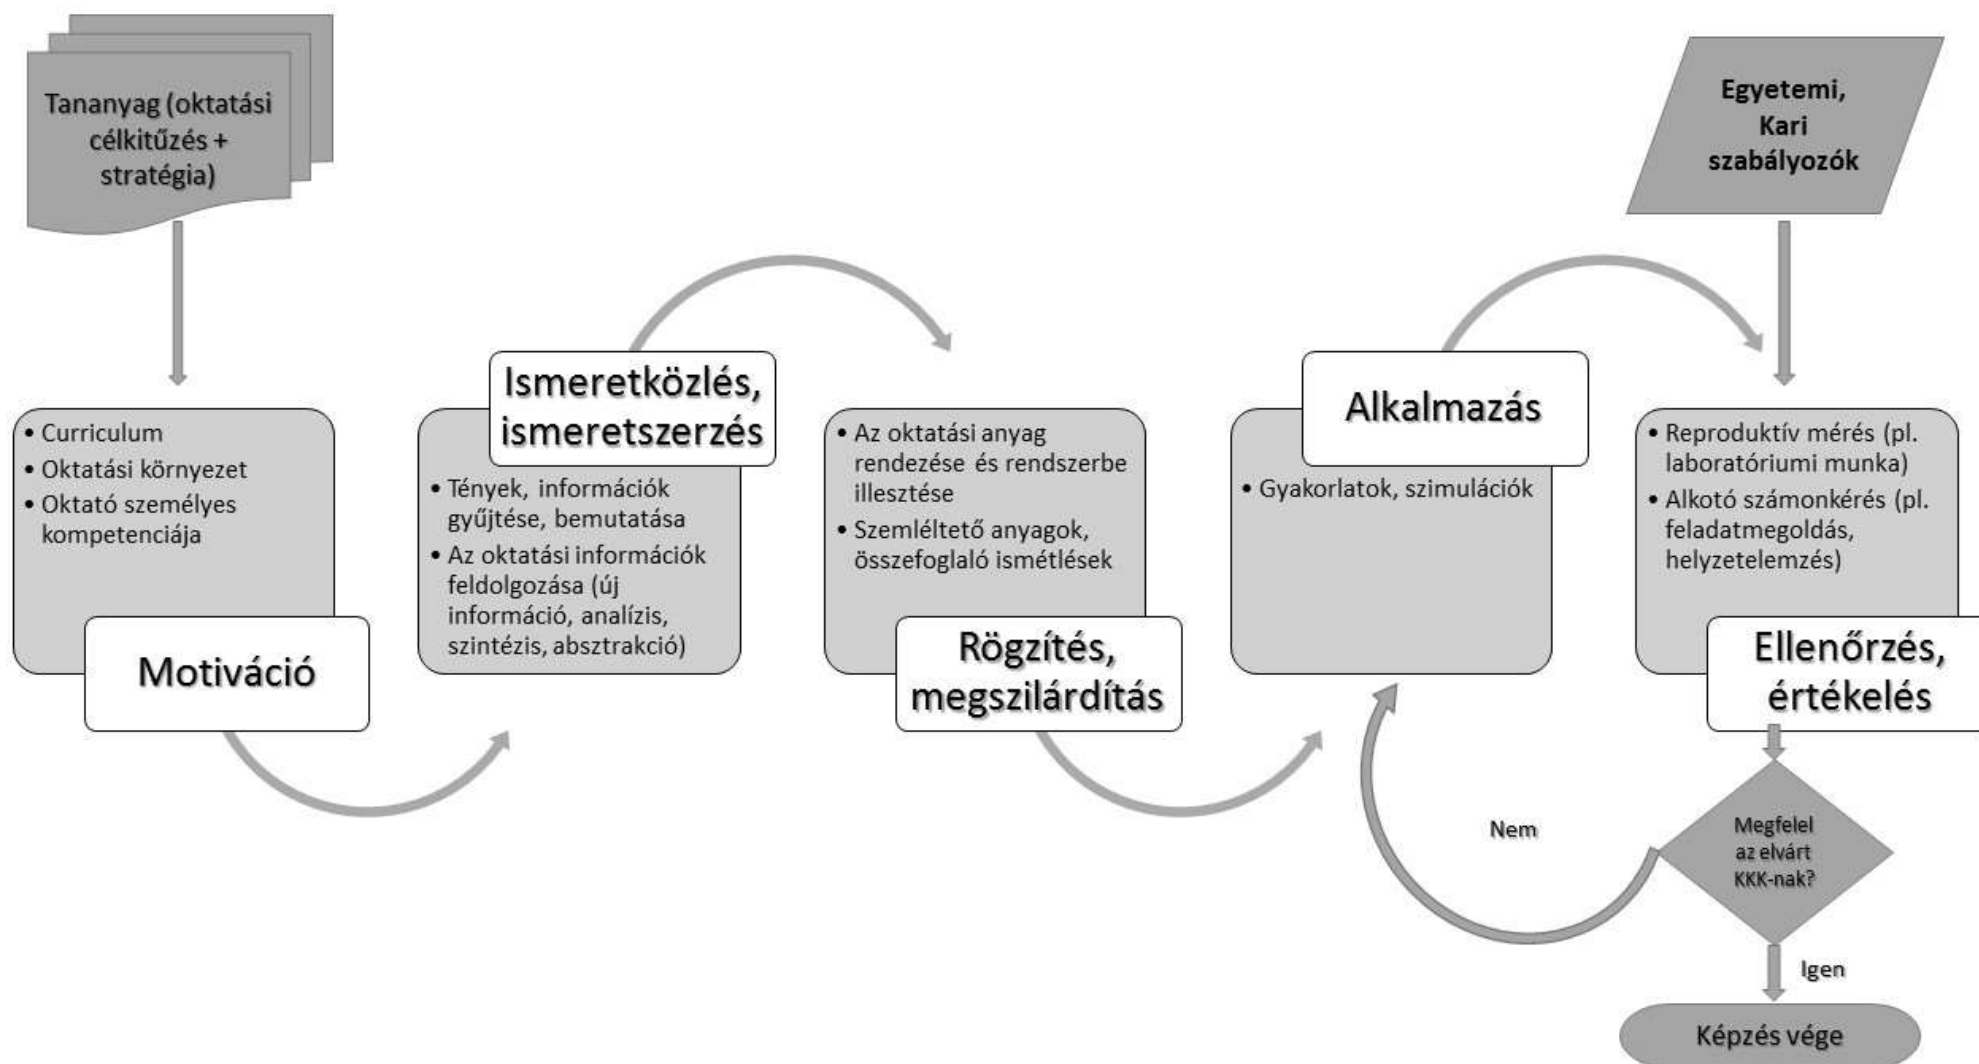 Tananyag (oktatási
célkitűzés +
stratégia)
Egyetemi,
Kari
szabályozók
• Curriculum
• Oktatási környezet
• Oktató személyes
kompetenciája
Motiváció
Ismeretközlés,
ismeretszerzés
• Tények, információk
gyűjtése, bemutatása
• Az oktatási információk
feldolgozása (új
információ, analízis,
szintézis, absztrakció)
• Az oktatási anyag
rendezése és rendszerbe
illesztése
• Szemléltető anyagok,
összefoglaló ismétlések
Rögzítés,
megszilárdítás
Alkalmazás
• Gyakorlatok, szimulációk
• Reproduktív mérés (pl.
laboratóriumi munka)
• Alkotó számonkérés (pl.
feladatmegoldás,
helyzetelemzés)
Ellenőrzés,
értékelés
Nem
Megfelel
az elvárt
KKK-nak?
Igen
Képzés vége